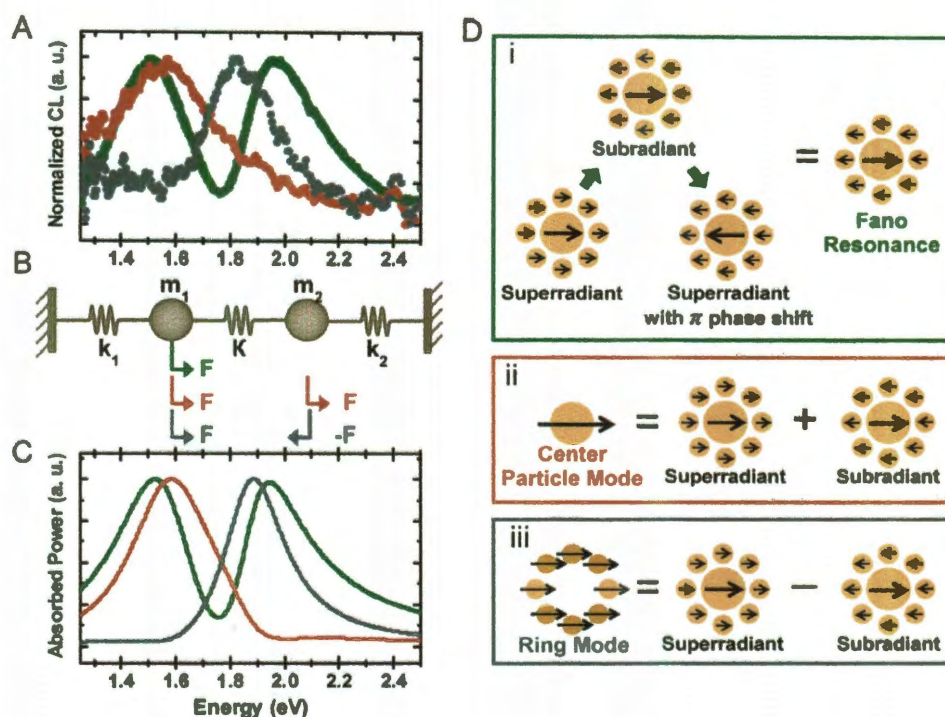 A
Normalized CL (a. u.)
1.4 1.6 1.8 2.0 2.2 2.4
B
m1 m2
k1 K k2
F
F F
F -F
C
Absorbed Power (a. u.)
1.4 1.6 1.8 2.0 2.2 2.4
Energy (eV)
D
i
Subradiant
=
Superradiant
Superradiant
with π phase shift
Fano
Resonance
ii
= +
Center
Particle Mode
Superradiant
Subradiant
iii
= −
Ring Mode
Superradiant
Subradiant